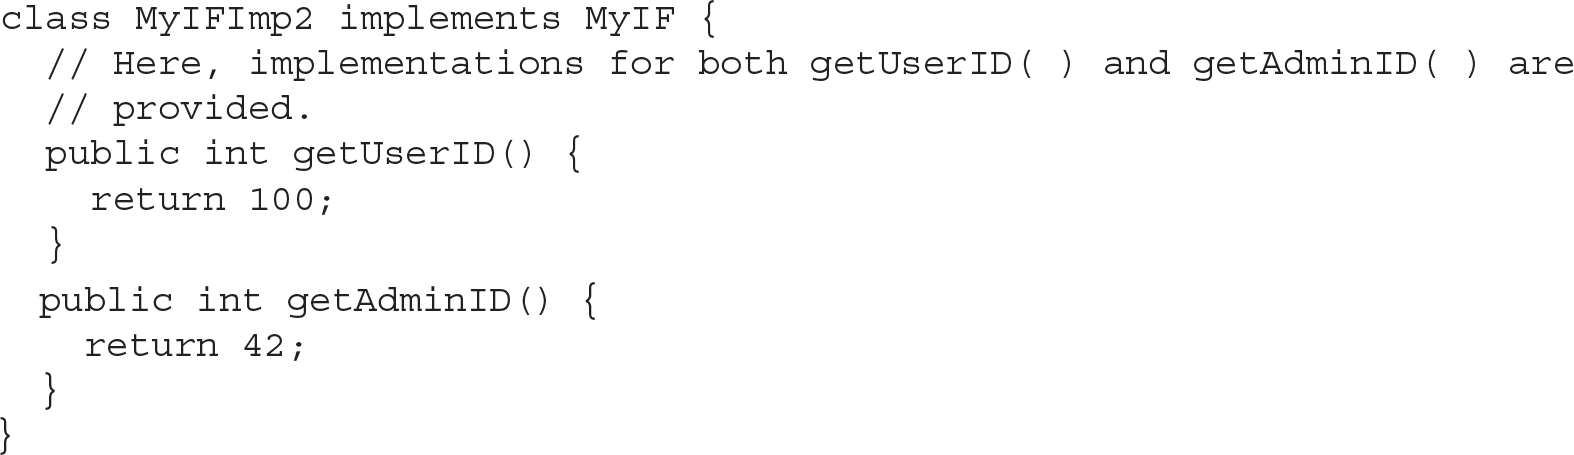 class MyIFImp2 implements MyIF {
  // Here, implementations for both getUserID( ) and getAdminID( ) are
  // provided.
  public int getUserID() {
    return 100;
  }
  public int getAdminID() {
    return 42;
  }
}